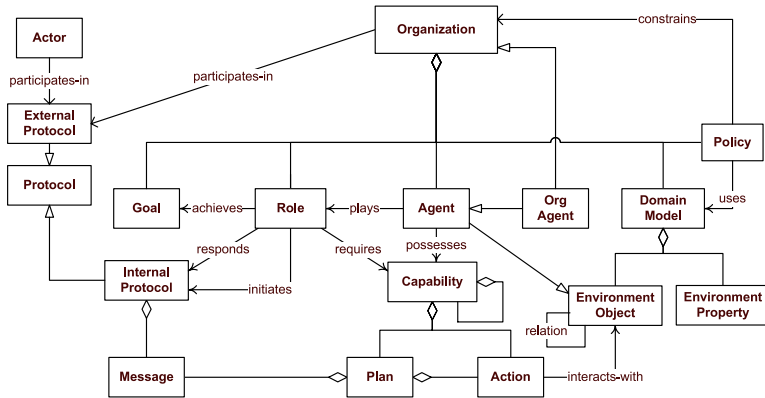 Actor
Organization
constrains
participates-in
participates-in
External
Protocol
Policy
Protocol
Goal
achieves
Role
plays
Agent
Org
Agent
Domain
Model
uses
responds
requires
possesses
Internal
Protocol
initiates
Capability
Environment
Object
Environment
Property
relation
Message
Plan
Action
interacts-with